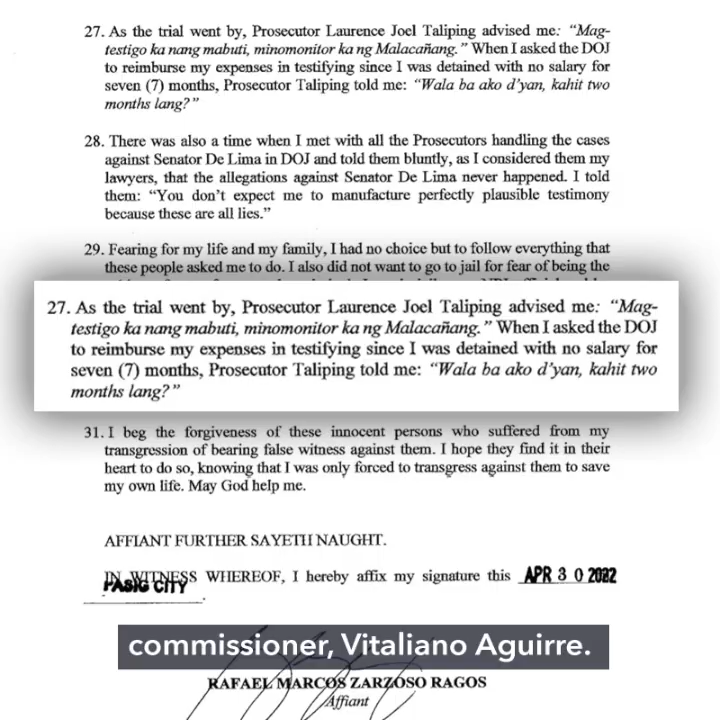 27. As the trial went by, Prosecutor Laurence Joel Taliping advised me: “Mag-
testigo ka nang mabuti, minomonitor ka ng Malacañang.” When I asked the DOJ
to reimburse my expenses in testifying since I was detained with no salary for
seven (7) months, Prosecutor Taliping told me: “Wala ba ako d’yan, kahit two
months lang?”
28. There was also a time when I met with all the Prosecutors handling the cases
against Senator De Lima in DOJ and told them bluntly, as I considered them my
lawyers, that the allegations against Senator De Lima never happened. I told
them: “You don’t expect me to manufacture perfectly plausible testimony
because these are all lies.”
29. Fearing for my life and my family, I had no choice but to follow everything that
these people asked me to do. I also did not want to go to jail for fear of being the
27. As the trial went by, Prosecutor Laurence Joel Taliping advised me: “Mag-
testigo ka nang mabuti, minomonitor ka ng Malacañang.” When I asked the DOJ
to reimburse my expenses in testifying since I was detained with no salary for
seven (7) months, Prosecutor Taliping told me: “Wala ba ako d’yan, kahit two
months lang?”
31. I beg the forgiveness of these innocent persons who suffered from my
transgression of bearing false witness against them. I hope they find it in their
heart to do so, knowing that I was only forced to transgress against them to save
my own life. May God help me.
AFFIANT FURTHER SAYETH NAUGHT.
IN WITNESS WHEREOF, I hereby affix my signature this APR 30 2022
PASIG CITY
commissioner, Vitaliano Aguirre.
RAFAEL MARCOS ZARZOSO RAGOS
Affiant